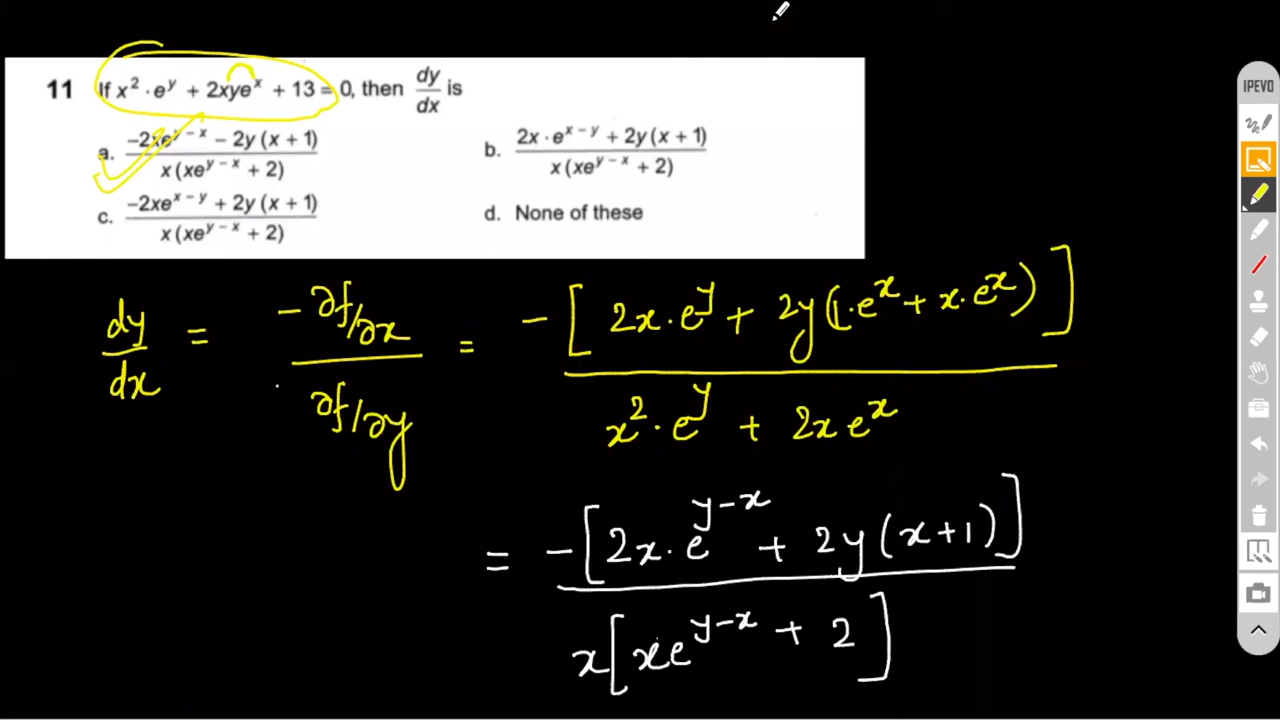 IPEVO
11 If x² · eʸ + 2xyeˣ + 13 = 0, then dy/dx is
a. (-2xe^(y – x) – 2y (x + 1)) / (x (xe^(y – x) + 2))
b. (2x · e^(x – y) + 2y (x + 1)) / (x (xe^(y – x) + 2))
c. (-2xe^(x – y) + 2y (x + 1)) / (x (xe^(y – x) + 2))
d. None of these
dy/dx = (-∂f/∂x) / (∂f/∂y) = (-[2x · e^y + 2y(1·e^x + x·e^x)]) / (x² · e^y + 2x e^x)
= (-[2x · e^(y-x) + 2y(x+1)]) / (x[xe^(y-x) + 2])